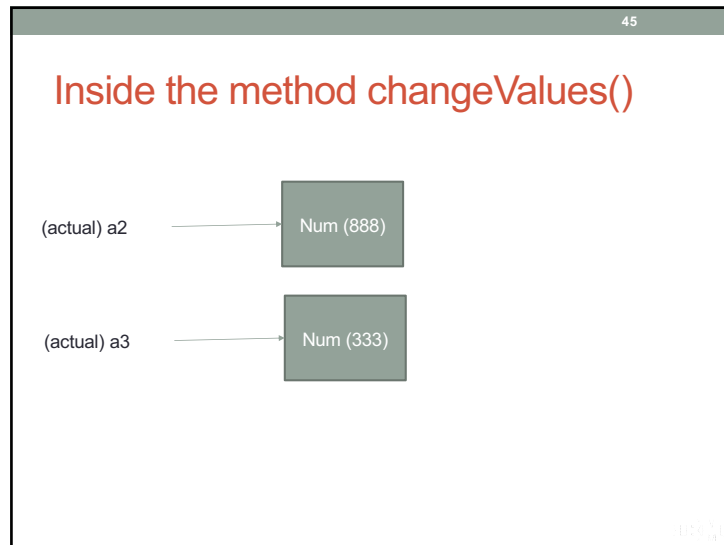 45
Inside the method changeValues()
(actual) a2
Num (888)
(actual) a3
Num (333)